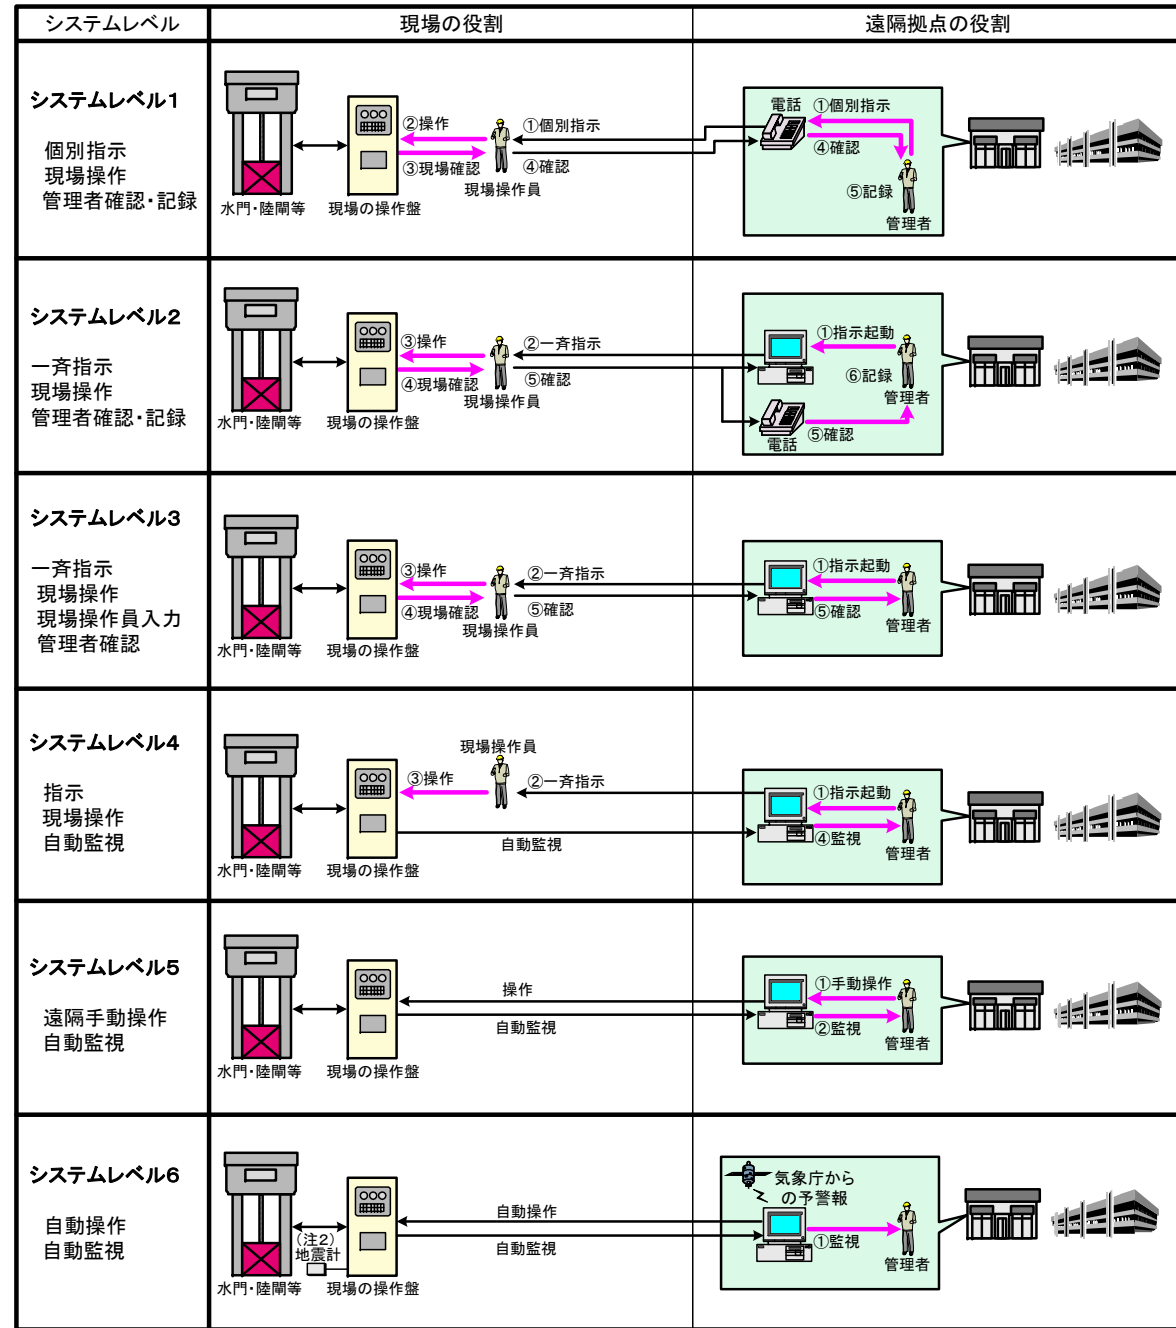 システムレベル
現場の役割
遠隔拠点の役割
システムレベル1
個別指示
現場操作
管理者確認・記録
②操作
③現場確認
①個別指示
④確認
現場操作員
水門・陸閘等
現場の操作盤
電話
①個別指示
④確認
⑤記録
管理者
システムレベル2
一斉指示
現場操作
管理者確認・記録
③操作
④現場確認
②一斉指示
⑤確認
現場操作員
水門・陸閘等
現場の操作盤
①指示起動
⑥記録
管理者
電話
⑤確認
システムレベル3
一斉指示
現場操作
現場操作員入力
管理者確認
③操作
④現場確認
②一斉指示
⑤確認
現場操作員
水門・陸閘等
現場の操作盤
①指示起動
⑤確認
管理者
システムレベル4
指示
現場操作
自動監視
現場操作員
③操作
②一斉指示
自動監視
水門・陸閘等
現場の操作盤
①指示起動
④監視
管理者
システムレベル5
遠隔手動操作
自動監視
操作
自動監視
水門・陸閘等
現場の操作盤
①手動操作
②監視
管理者
システムレベル6
自動操作
自動監視
(注2)
地震計
自動操作
自動監視
水門・陸閘等
現場の操作盤
気象庁から
の予警報
①監視
管理者